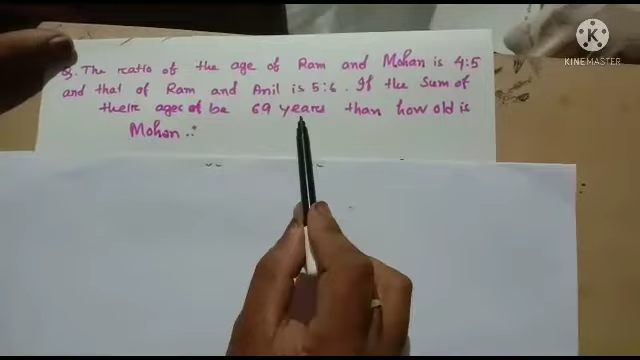 Q. The ratio of the age of Ram and Mohan is 4:5
and that of Ram and Anil is 5:6. If the sum of
their ages of be 69 years than how old is
Mohan :
KINEMASTER